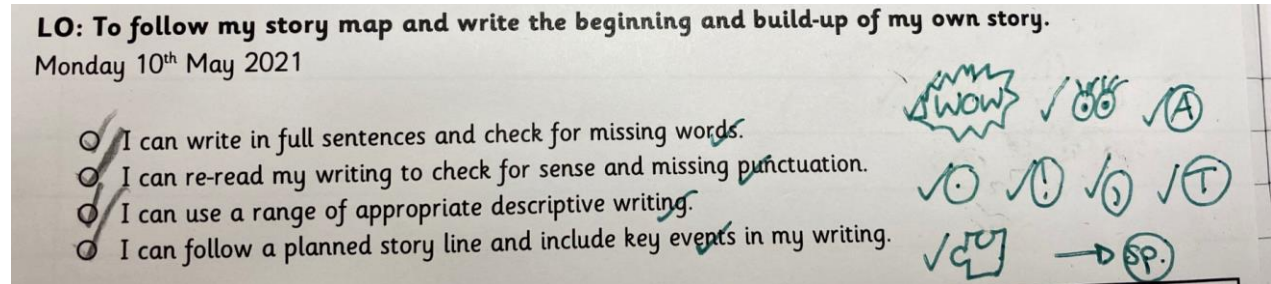 LO: To follow my story map and write the beginning and build-up of my own story.
Monday 10th May 2021
WOW A
I can write in full sentences and check for missing words.
I can re-read my writing to check for sense and missing punctuation.
. ! , T
I can use a range of appropriate descriptive writing.
I can follow a planned story line and include key events in my writing.
Sp.